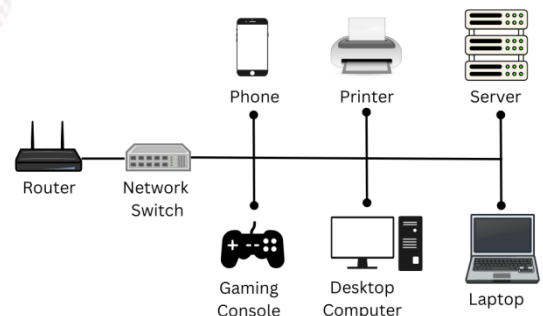 Phone
Printer
Server
Router
Network
Switch
Gaming
Console
Desktop
Computer
Laptop